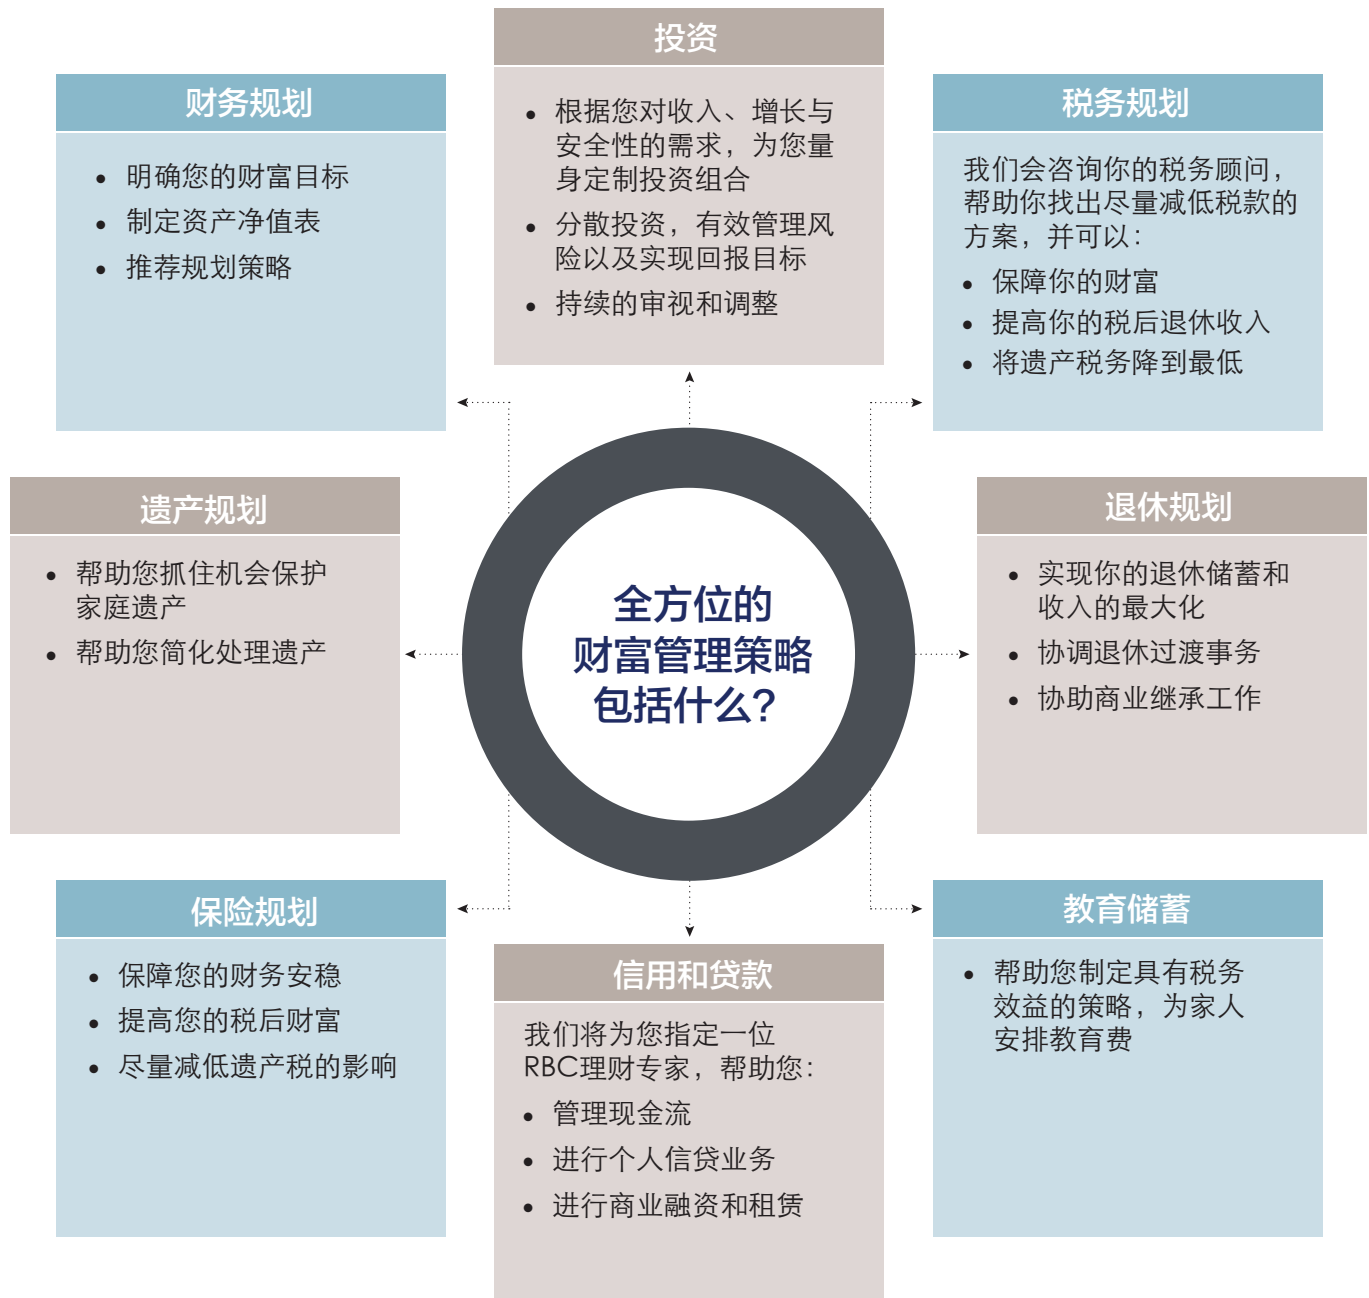 投资
根据您对收入、增长与
安全性的需求，为您量
身定制投资组合
分散投资，有效管理风
险以及实现回报目标
持续的审视和调整
财务规划
明确您的财富目标
制定资产净值表
推荐规划策略
税务规划
我们会咨询你的税务顾问，
帮助你找出尽量减低税款的
方案，并可以：
保障你的财富
提高你的税后退休收入
将遗产税务降到最低
遗产规划
帮助您抓住机会保护
家庭遗产
帮助您简化处理遗产
全方位的
财富管理策略
包括什么？
退休规划
实现你的退休储蓄和
收入的最大化
协调退休过渡事务
协助商业继承工作
保险规划
保障您的财务安稳
提高您的税后财富
尽量减低遗产税的影响
信用和贷款
我们将为您指定一位
RBC理财专家，帮助您：
管理现金流
进行个人信贷业务
进行商业融资和租赁
教育储蓄
帮助您制定具有税务
效益的策略，为家人
安排教育费